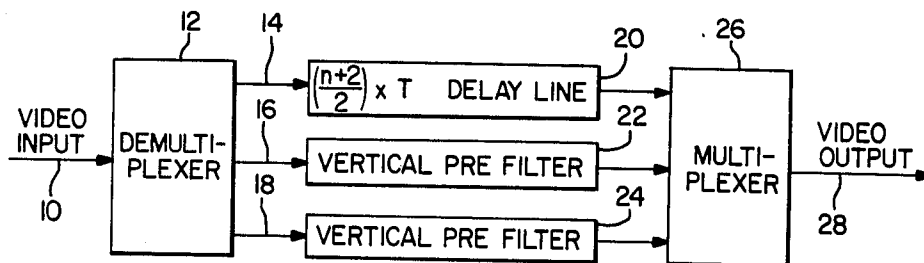 12
14
20
26
(n+2/2) x T DELAY LINE
VIDEO INPUT
10
DEMULTI-
PLEXER
16
22
VERTICAL PRE FILTER
18
24
VERTICAL PRE FILTER
MULTI-
PLEXER
VIDEO
OUTPUT
28